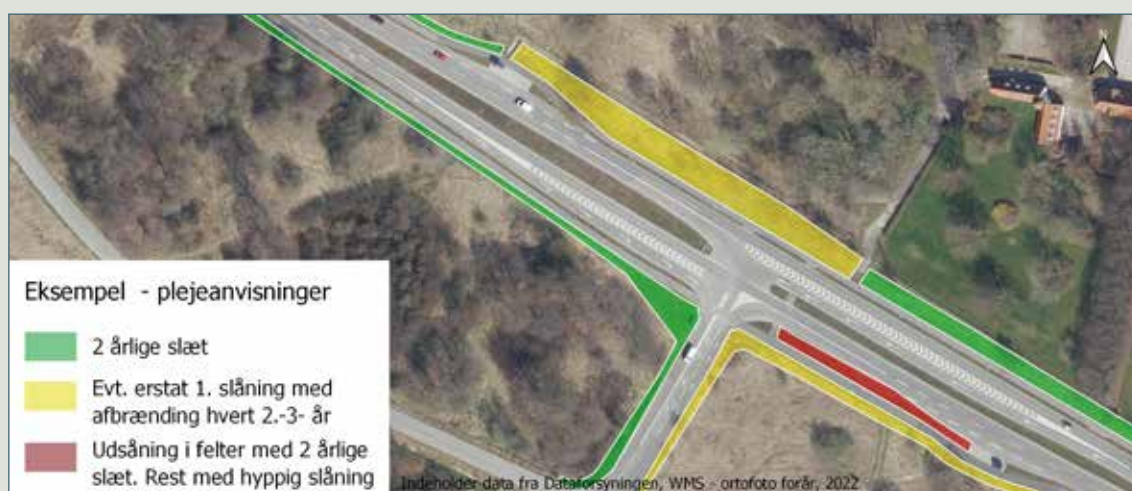 N
Eksempel - plejeanvisninger
2 årlige slæt
Evt. erstat 1. slåning med
afbrænding hvert 2.-3- år
Udsåning i felter med 2 årlige
slæt. Rest med hyppig slåning
Indeholder data fra Dataforsyningen, WMS - ortofoto forår, 2022